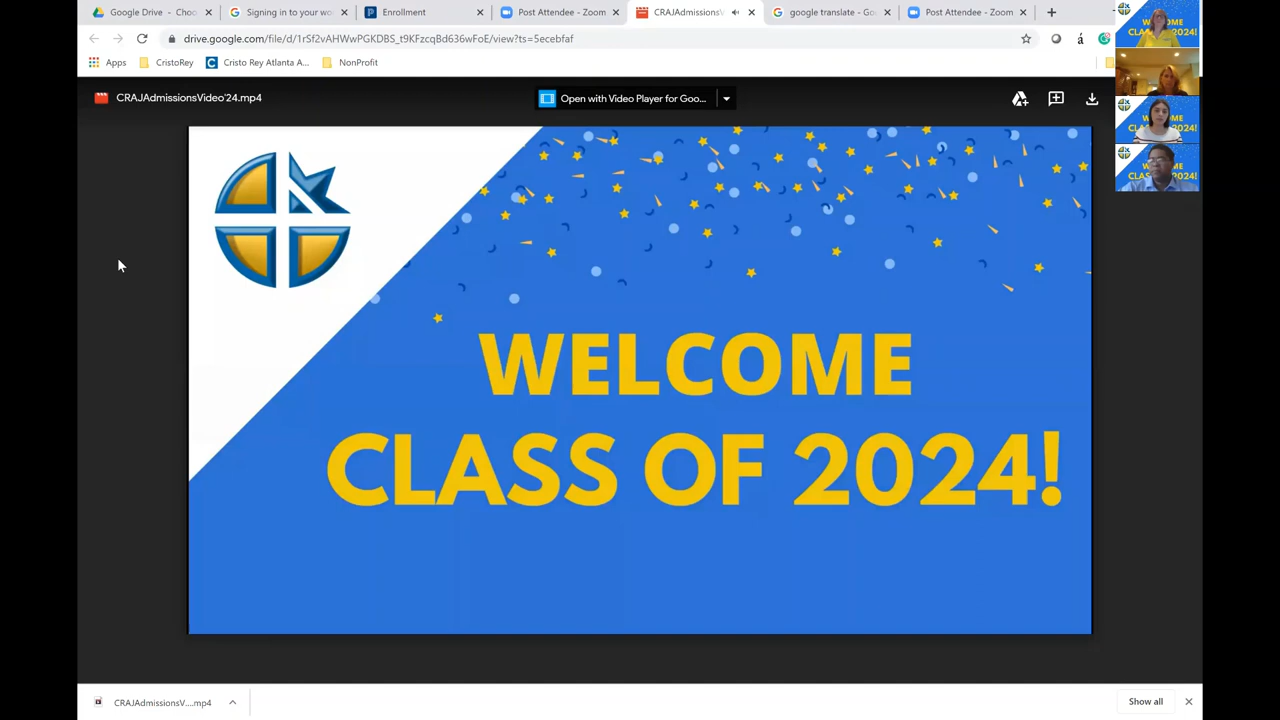 Google Drive - Choo
Signing in to your wo
Enrollment
Post Attendee - Zoom
CRAJAdmissionsV
google translate - Go
Post Attendee - Zoom
drive.google.com/file/d/1rSf2vAHWwPGKDBS_t9KFzcqBd636wFoE/view?ts=5ecebfaf
Apps
CristoRey
Cristo Rey Atlanta A...
NonProfit
CRAJAdmissionsVideo'24.mp4
Open with Video Player for Goo...
WELCOME
CLASS OF 2024!
CRAJAdmissionsV....mp4
Show all